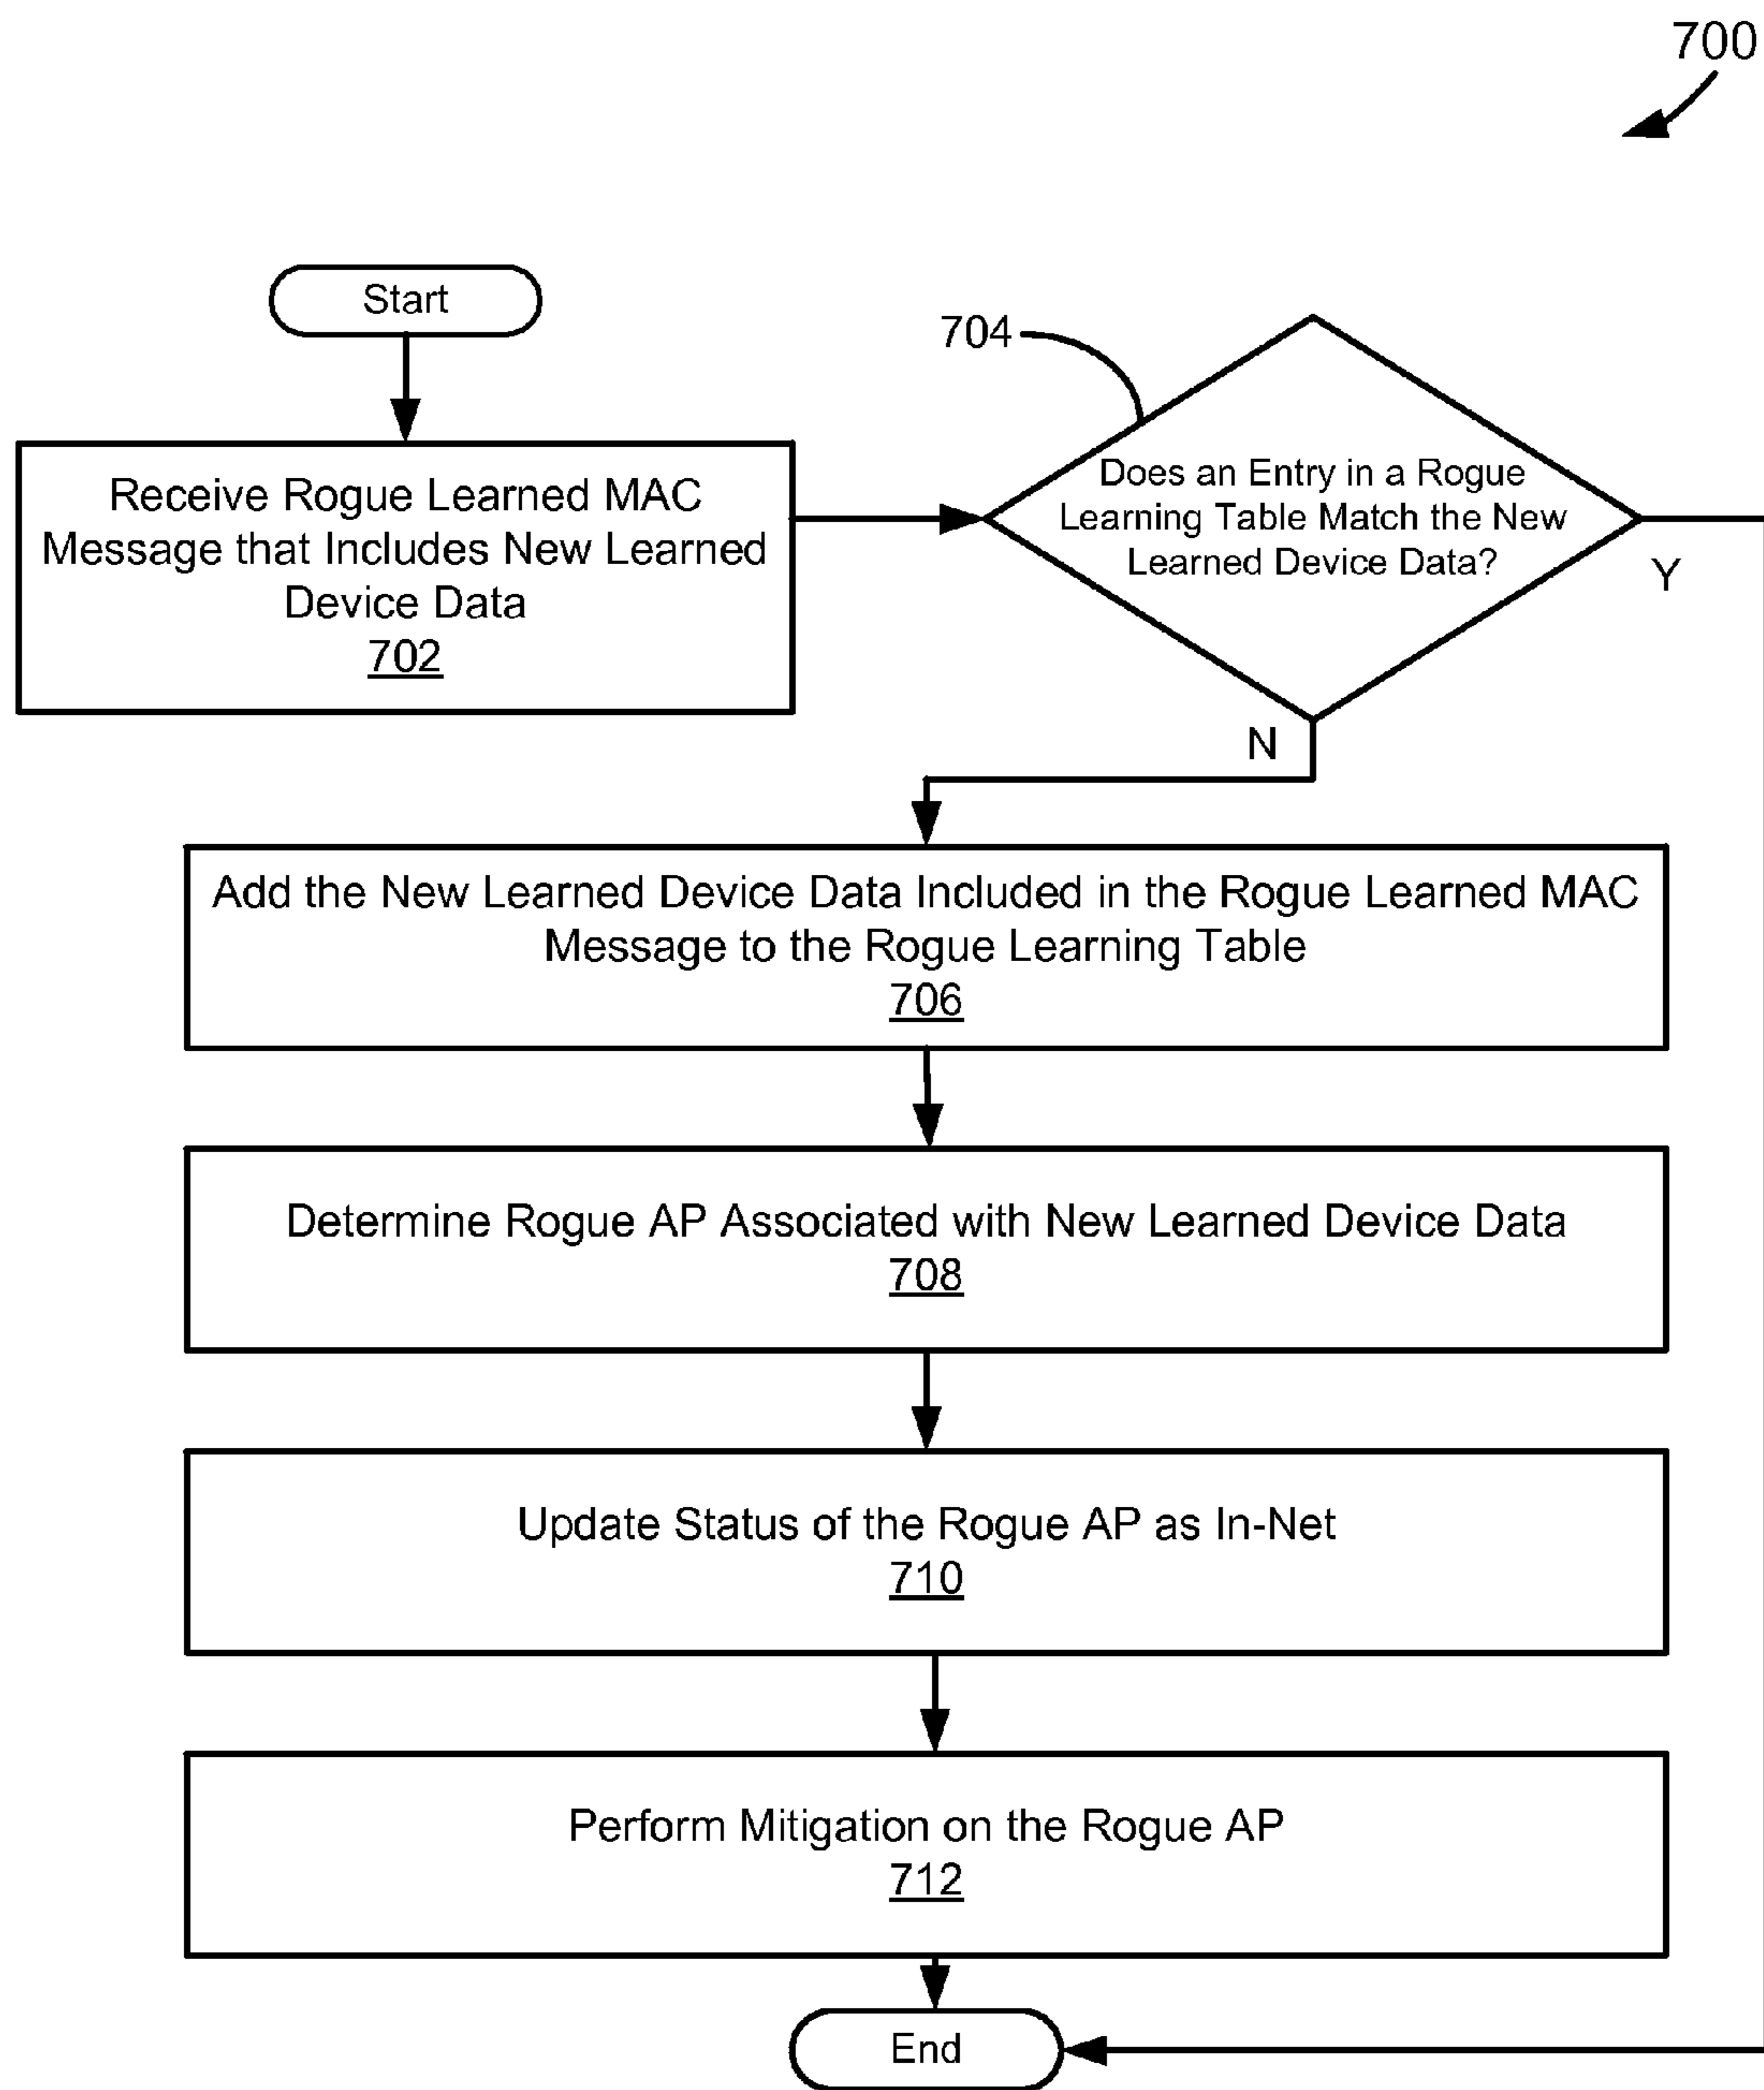 700
Start
704
Receive Rogue Learned MAC
Message that Includes New Learned
Device Data
702
Does an Entry in a Rogue
Learning Table Match the New
Learned Device Data?
Y
N
Add the New Learned Device Data Included in the Rogue Learned MAC
Message to the Rogue Learning Table
706
Determine Rogue AP Associated with New Learned Device Data
708
Update Status of the Rogue AP as In-Net
710
Perform Mitigation on the Rogue AP
712
End